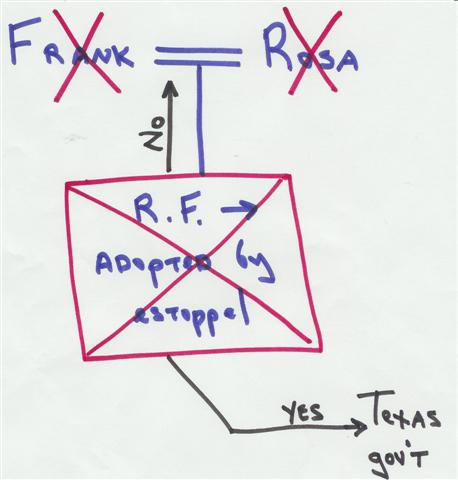 FRANK ROSA
NO
R.F. →
ADOPTED by
estoppel
YES
TEXAS
gov'T